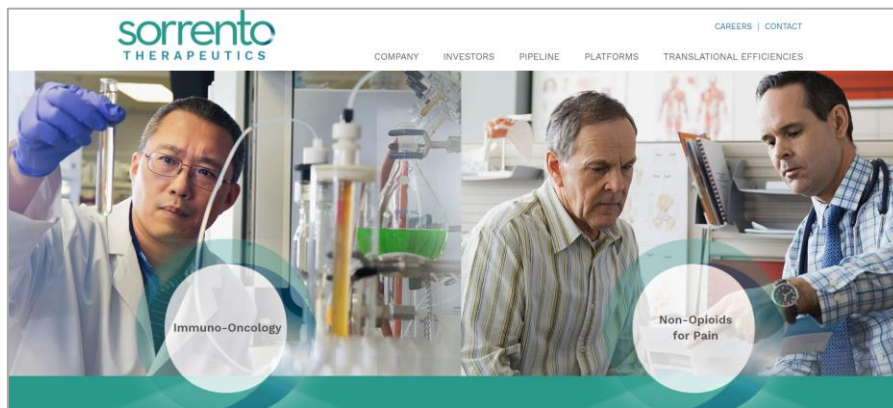 sorrento
THERAPEUTICS
CAREERS | CONTACT
COMPANY INVESTORS PIPELINE PLATFORMS TRANSLATIONAL EFFICIENCIES
Immuno-Oncology
Non-Opioids
for Pain